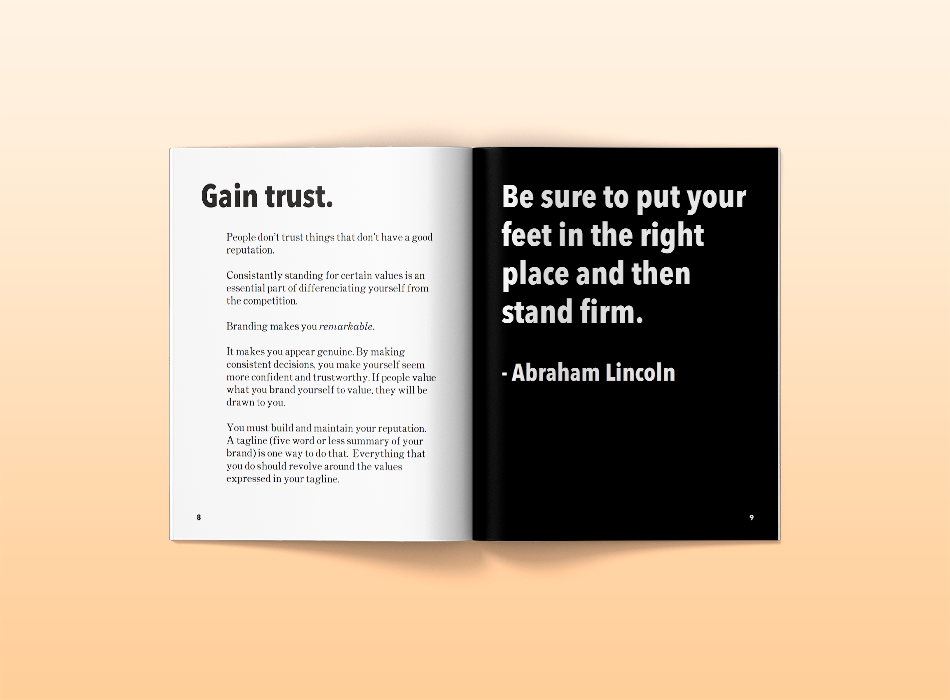 Gain trust.
People don't trust things that don't have a good
reputation.
Consistantly standing for certain values is an
essential part of differenciating yourself from
the competition.
Branding makes you remarkable.
It makes you appear genuine. By making
consistent decisions, you make yourself seem
more confident and trustworthy. If people value
what you brand yourself to value, they will be
drawn to you.
You must build and maintain your reputation.
A tagline (five word or less summary of your
brand) is one way to do that. Everything that
you do should revolve around the values
expressed in your tagline.
8
Be sure to put your
feet in the right
place and then
stand firm.
- Abraham Lincoln
9